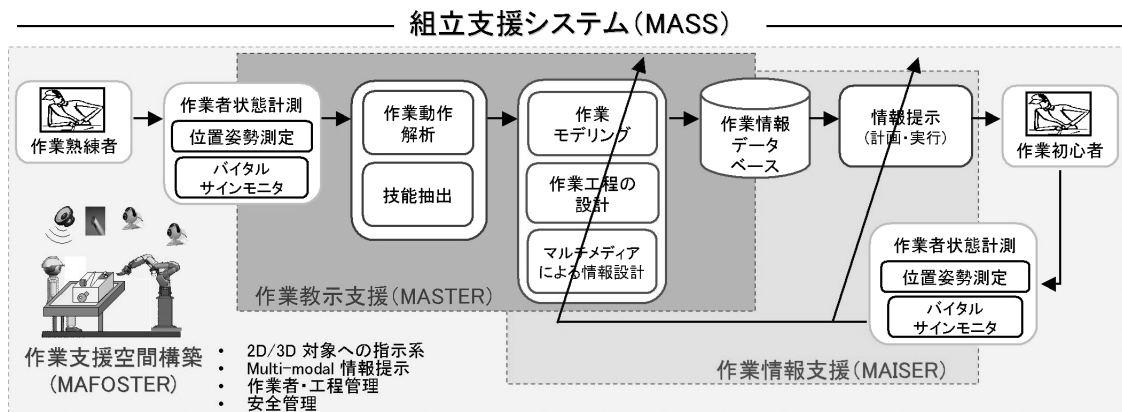 組立支援システム(MASS)
作業熟練者
作業者状態計測
位置姿勢測定
バイタル
サインモニタ
作業動作
解析
技能抽出
作業
モデリング
作業工程の
設計
マルチメディア
による情報設計
作業情報
データ
ベース
情報提示
(計画・実行)
作業初心者
作業者状態計測
位置姿勢測定
バイタル
サインモニタ
作業教示支援(MASTER)
作業情報支援(MAISER)
作業支援空間構築
(MAFOSTER)
• 2D/3D 対象への指示系
• Multi-modal 情報提示
• 作業者・工程管理
• 安全管理